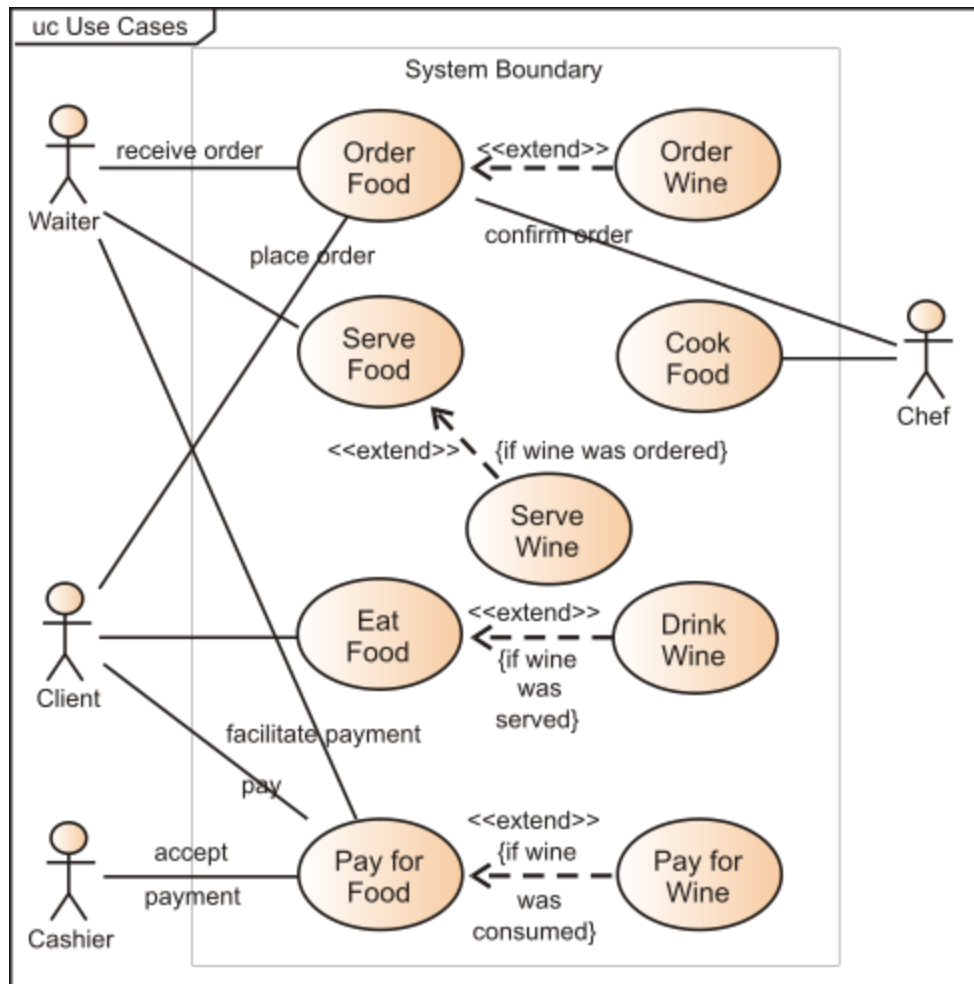 uc Use Cases
System Boundary
receive order
Order
Food
<<extend>>
Order
Wine
Waiter
place order
confirm order
Serve
Food
Cook
Food
Chef
<<extend>>
{if wine was ordered}
Serve
Wine
Client
Eat
Food
<<extend>>
{if wine
was
served}
Drink
Wine
facilitate payment
pay
Cashier
accept
payment
Pay for
Food
<<extend>>
{if wine
was
consumed}
Pay for
Wine